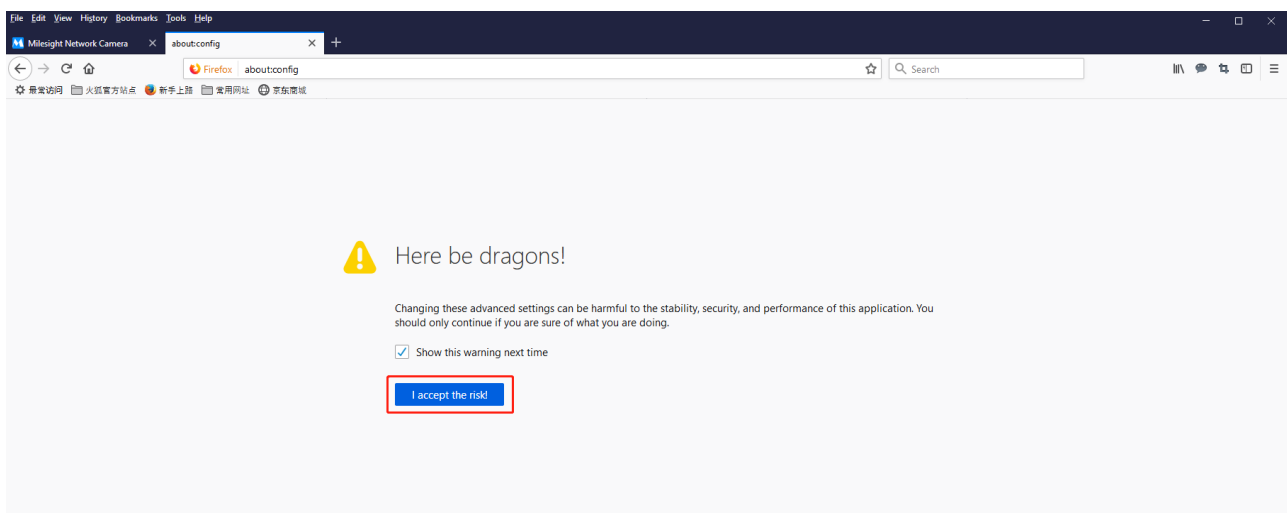 File Edit View History Bookmarks Tools Help
Milesight Network Camera about:config
Firefox about:config Search
最常访问 火狐官方站点 新手上路 常用网址 京东商城
Here be dragons!
Changing these advanced settings can be harmful to the stability, security, and performance of this application. You
should only continue if you are sure of what you are doing.
Show this warning next time
I accept the risk!